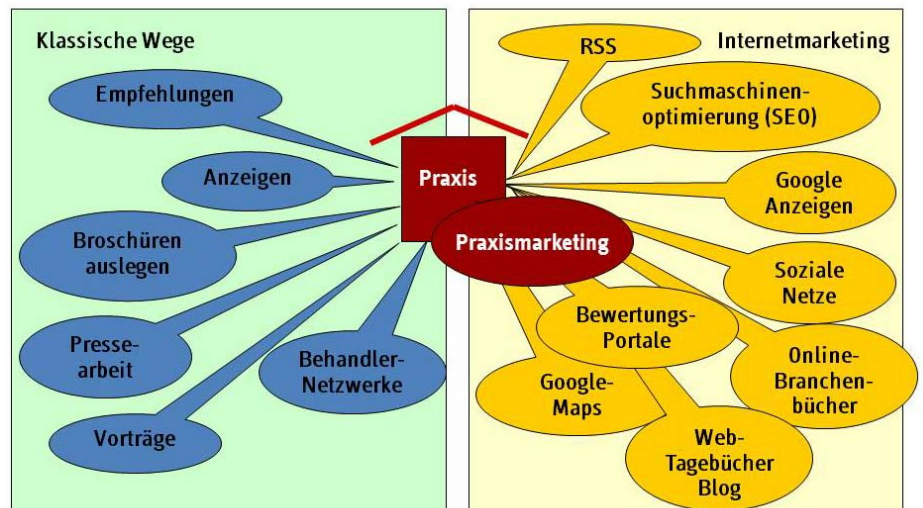 Klassische Wege
Empfehlungen
Anzeigen
Broschüren
auslegen
Presse-
arbeit
Vorträge
Behandler-
Netzwerke
Praxis
Praxismarketing
Internetmarketing
RSS
Suchmaschinen-
optimierung (SEO)
Google
Anzeigen
Soziale
Netze
Bewertungs-
Portale
Online-
Branchen-
bücher
Google-
Maps
Web-
Tagebücher
Blog